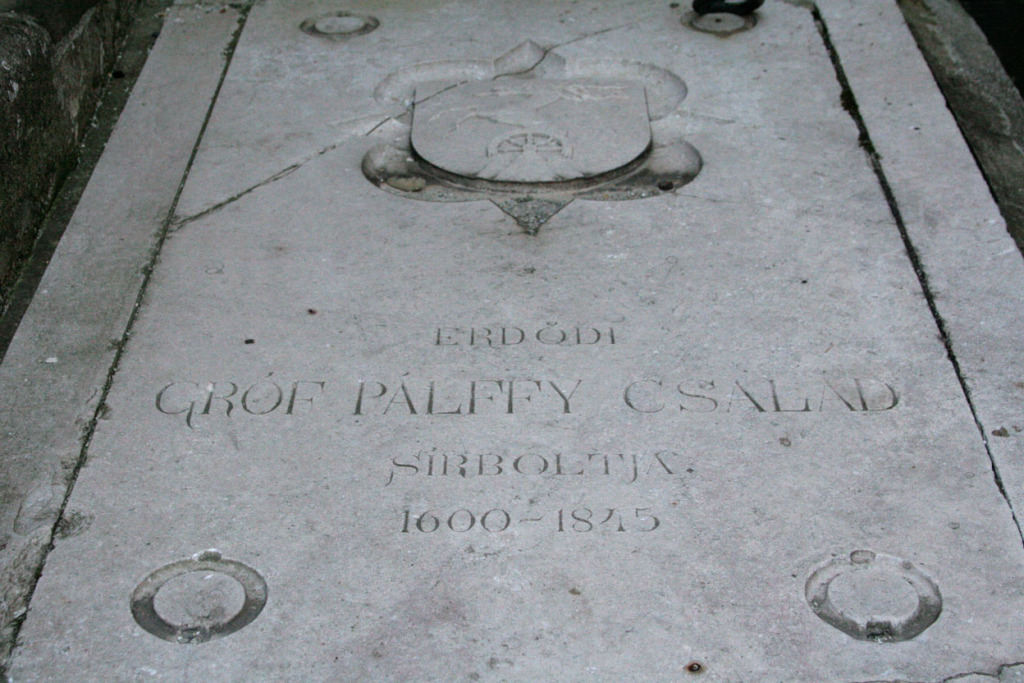 ERDŐDI
GRÓF PÁLFFY CSALÁD
SÍRBOLTJA.
1600-1845